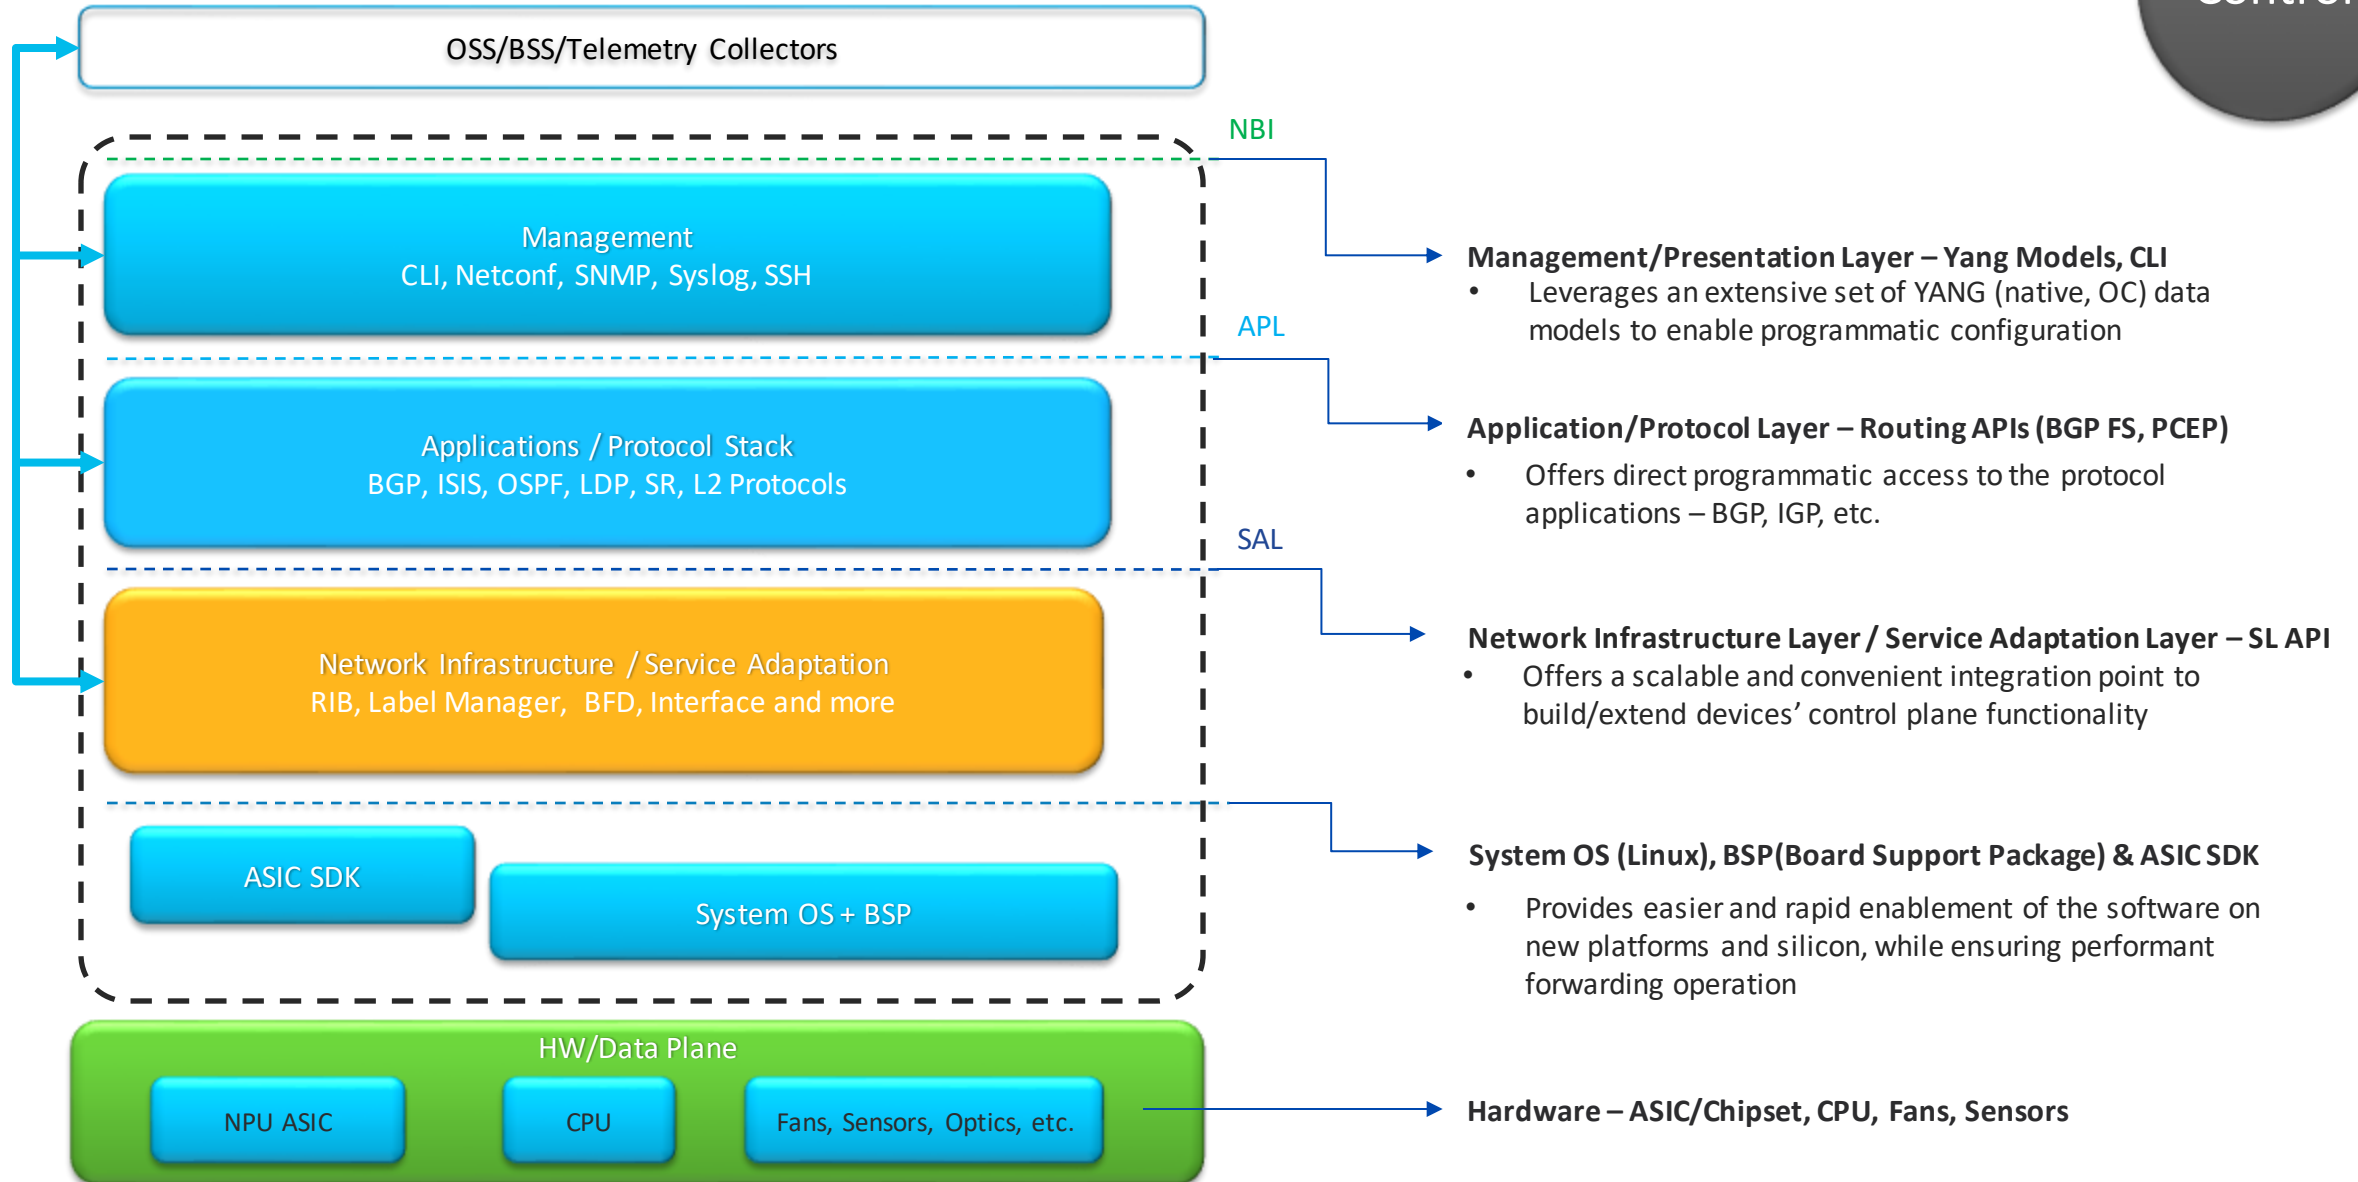 OSS/BSS/Telemetry Collectors
NBI
Management
CLI, Netconf, SNMP, Syslog, SSH
APL
Applications / Protocol Stack
BGP, ISIS, OSPF, LDP, SR, L2 Protocols
SAL
Network Infrastructure / Service Adaptation
RIB, Label Manager, BFD, Interface and more
ASIC SDK
System OS + BSP
HW/Data Plane
NPU ASIC
CPU
Fans, Sensors, Optics, etc.
Management/Presentation Layer – Yang Models, CLI
• Leverages an extensive set of YANG (native, OC) data
models to enable programmatic configuration
Application/Protocol Layer – Routing APIs (BGP FS, PCEP)
• Offers direct programmatic access to the protocol
applications – BGP, IGP, etc.
Network Infrastructure Layer / Service Adaptation Layer – SL API
• Offers a scalable and convenient integration point to
build/extend devices’ control plane functionality
System OS (Linux), BSP(Board Support Package) & ASIC SDK
• Provides easier and rapid enablement of the software on
new platforms and silicon, while ensuring performant
forwarding operation
Hardware – ASIC/Chipset, CPU, Fans, Sensors